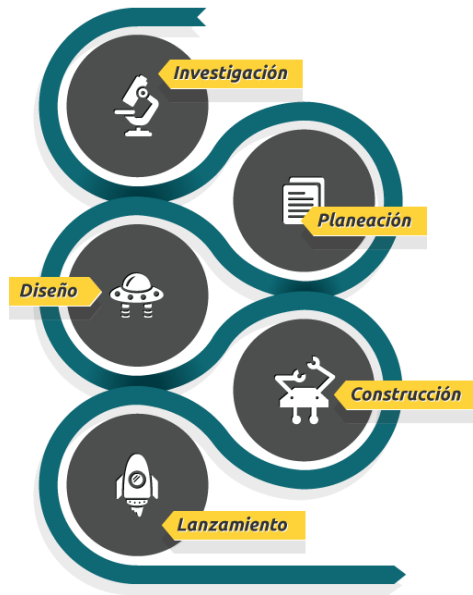 Investigación
Planeación
Diseño
Construcción
Lanzamiento